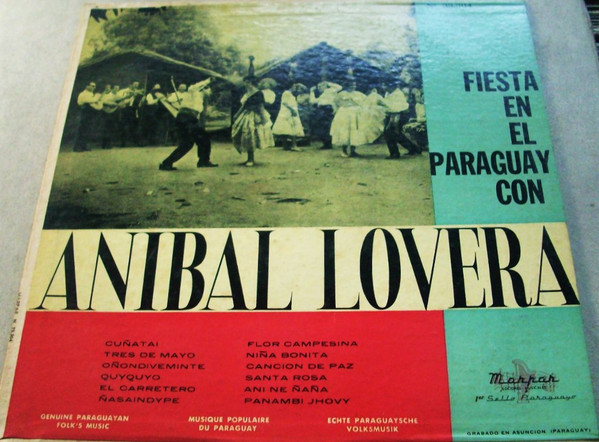 FIESTA
EN
EL
PARAGUAY
CON
ANIBAL LOVERA
CUÑATAI
TRES DE MAYO
OÑONDIVEMINTE
QUYQUYO
EL CARRETERO
ÑASAINDYPE
FLOR CAMPESINA
NIÑA BONITA
CANCION DE PAZ
SANTA ROSA
ANI NE ÑAÑA
PANAMBI JHOVY
Marpar
1er Sello Paraguayo
GENUINE PARAGUAYAN
FOLK'S MUSIC
MUSIQUE POPULAIRE
DU PARAGUAY
ECHTE PARAGUAYSCHE
VOLKSMUSIK
GRABADO EN ASUNCION (PARAGUAY)